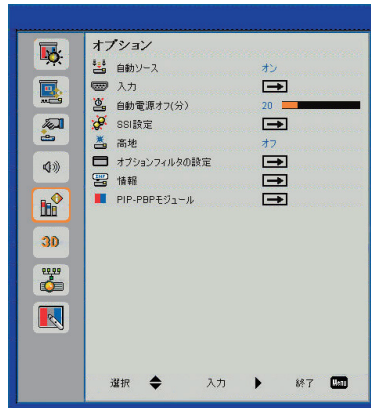 オプション
自動ソース オン
入力
自動電源オフ(分) 20
SSI設定
高地 オフ
オプションフィルタの設定
情報
PIP-PBPモジュール
3D
選択 入力 終了 Menu